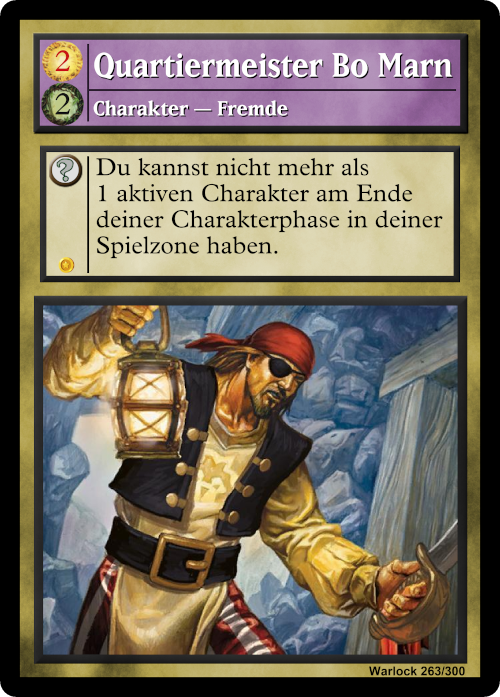 2 Quartiermeister Bo Marn
2 Charakter — Fremde
? Du kannst nicht mehr als
1 aktiven Charakter am Ende
deiner Charakterphase in deiner
Spielzone haben.
Warlock 263/300